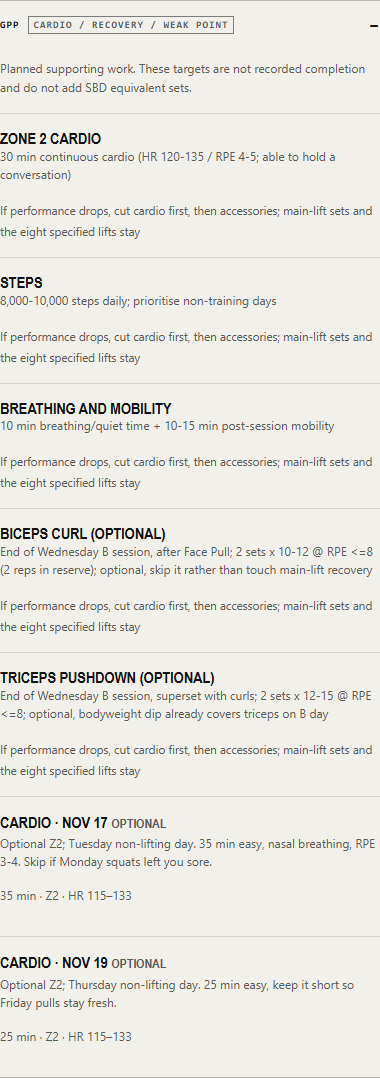 GPP CARDIO / RECOVERY / WEAK POINT –
Planned supporting work. These targets are not recorded completion
and do not add SBD equivalent sets.
ZONE 2 CARDIO
30 min continuous cardio (HR 120-135 / RPE 4-5; able to hold a
conversation)
If performance drops, cut cardio first, then accessories; main-lift sets and
the eight specified lifts stay
STEPS
8,000-10,000 steps daily; prioritise non-training days
If performance drops, cut cardio first, then accessories; main-lift sets and
the eight specified lifts stay
BREATHING AND MOBILITY
10 min breathing/quiet time + 10-15 min post-session mobility
If performance drops, cut cardio first, then accessories; main-lift sets and
the eight specified lifts stay
BICEPS CURL (OPTIONAL)
End of Wednesday B session, after Face Pull; 2 sets x 10-12 @ RPE <=8
(2 reps in reserve); optional, skip it rather than touch main-lift recovery
If performance drops, cut cardio first, then accessories; main-lift sets and
the eight specified lifts stay
TRICEPS PUSHDOWN (OPTIONAL)
End of Wednesday B session, superset with curls; 2 sets x 12-15 @ RPE
<=8; optional, bodyweight dip already covers triceps on B day
If performance drops, cut cardio first, then accessories; main-lift sets and
the eight specified lifts stay
CARDIO · NOV 17 OPTIONAL
Optional Z2; Tuesday non-lifting day. 35 min easy, nasal breathing, RPE
3-4. Skip if Monday squats left you sore.
35 min · Z2 · HR 115–133
CARDIO · NOV 19 OPTIONAL
Optional Z2; Thursday non-lifting day. 25 min easy, keep it short so
Friday pulls stay fresh.
25 min · Z2 · HR 115–133